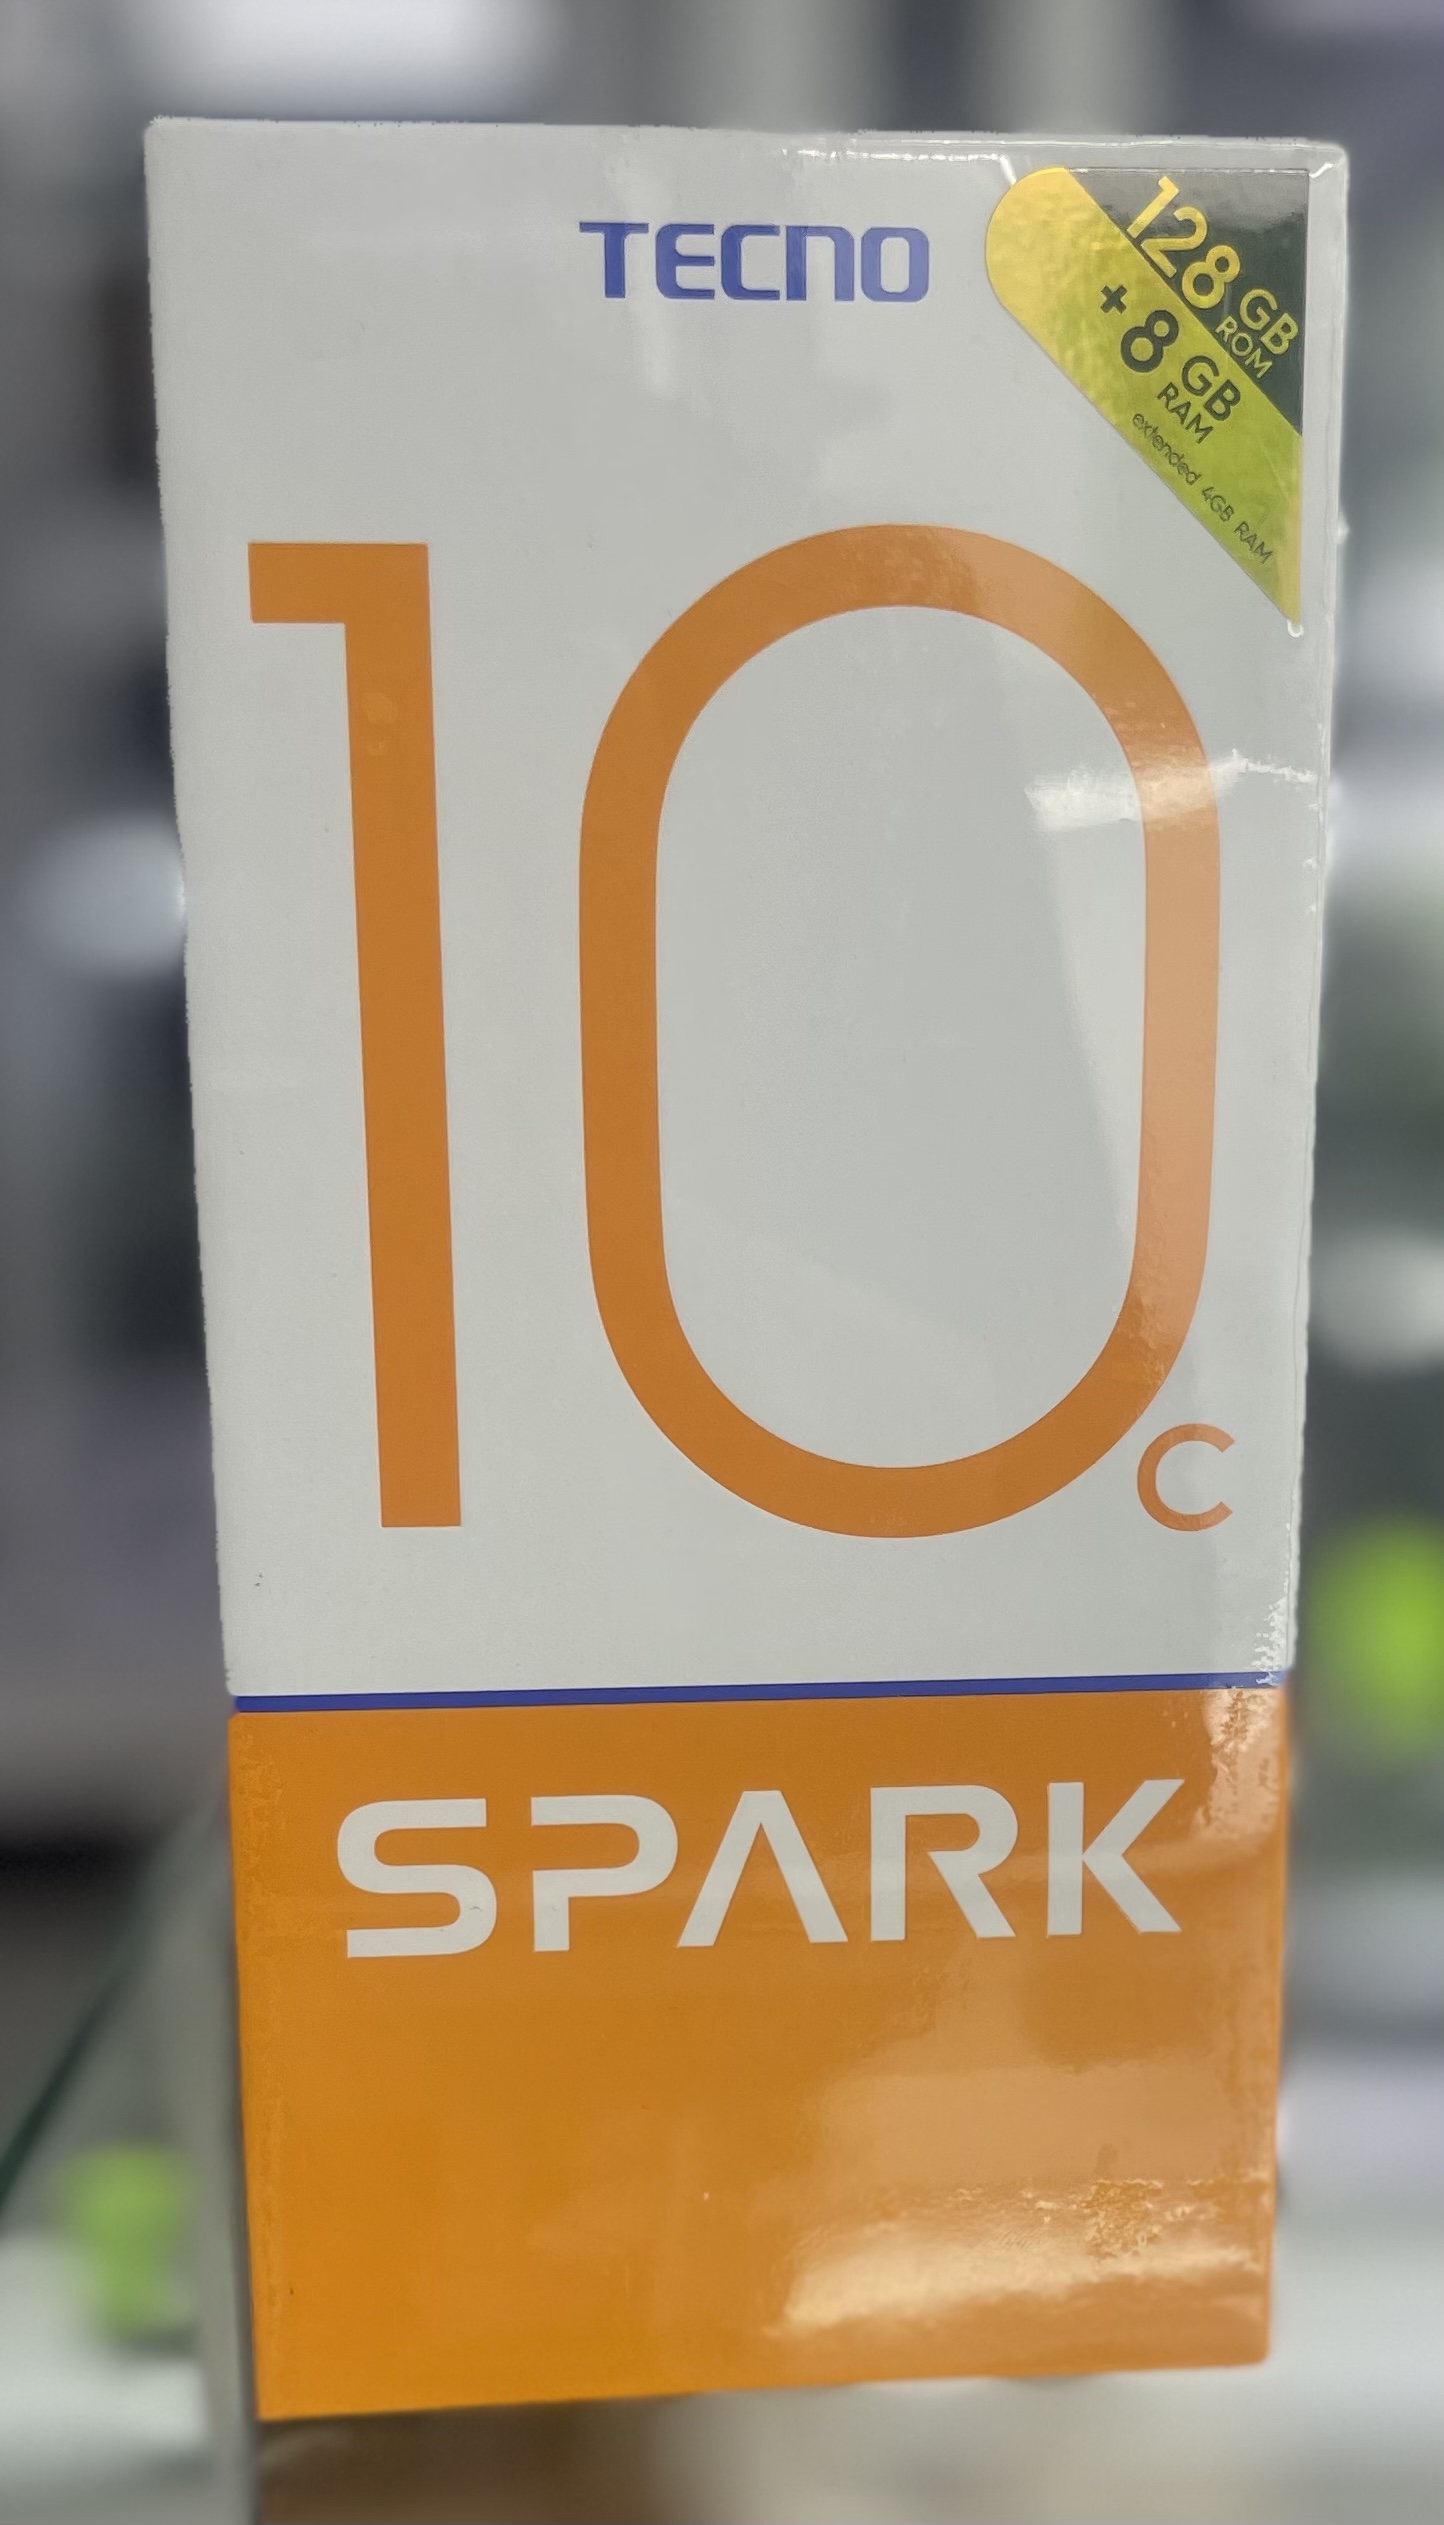 TECNO
128 GB
ROM
+ 8 GB
RAM
extended 4GB RAM
10 C
SPARK